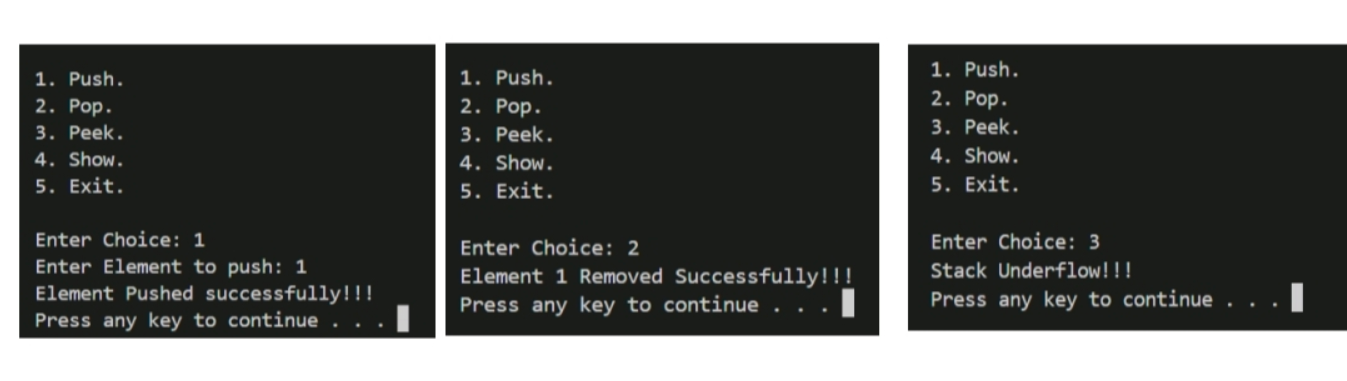 1. Push.
2. Pop.
3. Peek.
4. Show.
5. Exit.
Enter Choice: 1
Enter Element to push: 1
Element Pushed successfully!!!
Press any key to continue . . .
1. Push.
2. Pop.
3. Peek.
4. Show.
5. Exit.
Enter Choice: 2
Element 1 Removed Successfully!!!
Press any key to continue . . .
1. Push.
2. Pop.
3. Peek.
4. Show.
5. Exit.
Enter Choice: 3
Stack Underflow!!!
Press any key to continue . . .